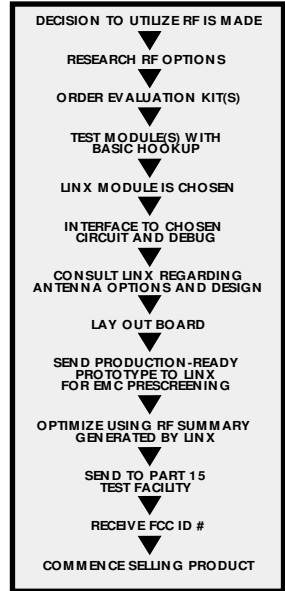 DECISION TO UTILIZE RF IS MADE
RESEARCH RF OPTIONS
ORDER EVALUATION KIT(S)
TEST MODULE(S) WITH
BASIC HOOKUP
LINX MODULE IS CHOSEN
INTERFACE TO CHOSEN
CIRCUIT AND DEBUG
CONSULT LINX REGARDING
ANTENNA OPTIONS AND DESIGN
LAY OUT BOARD
SEND PRODUCTION-READY
PROTOTYPE TO LINX
FOR EMC PRESCREENING
OPTIMIZE USING RF SUMMARY
GENERATED BY LINX
SEND TO PART 15
TEST FACILITY
RECEIVE FCC ID #
COMMENCE SELLING PRODUCT